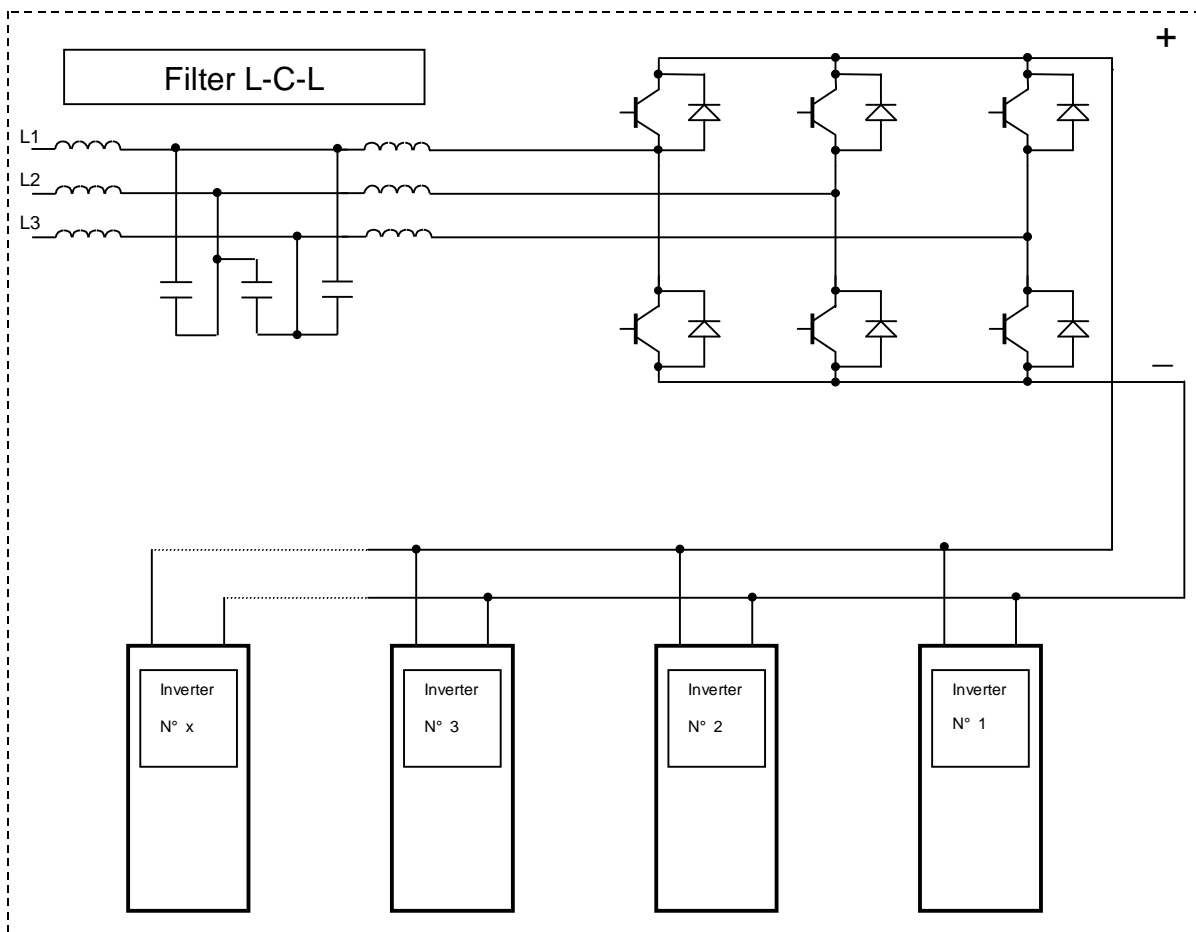 +
Filter L-C-L
L1
L2
L3
—
Inverter
N° x
Inverter
N° 3
Inverter
N° 2
Inverter
N° 1